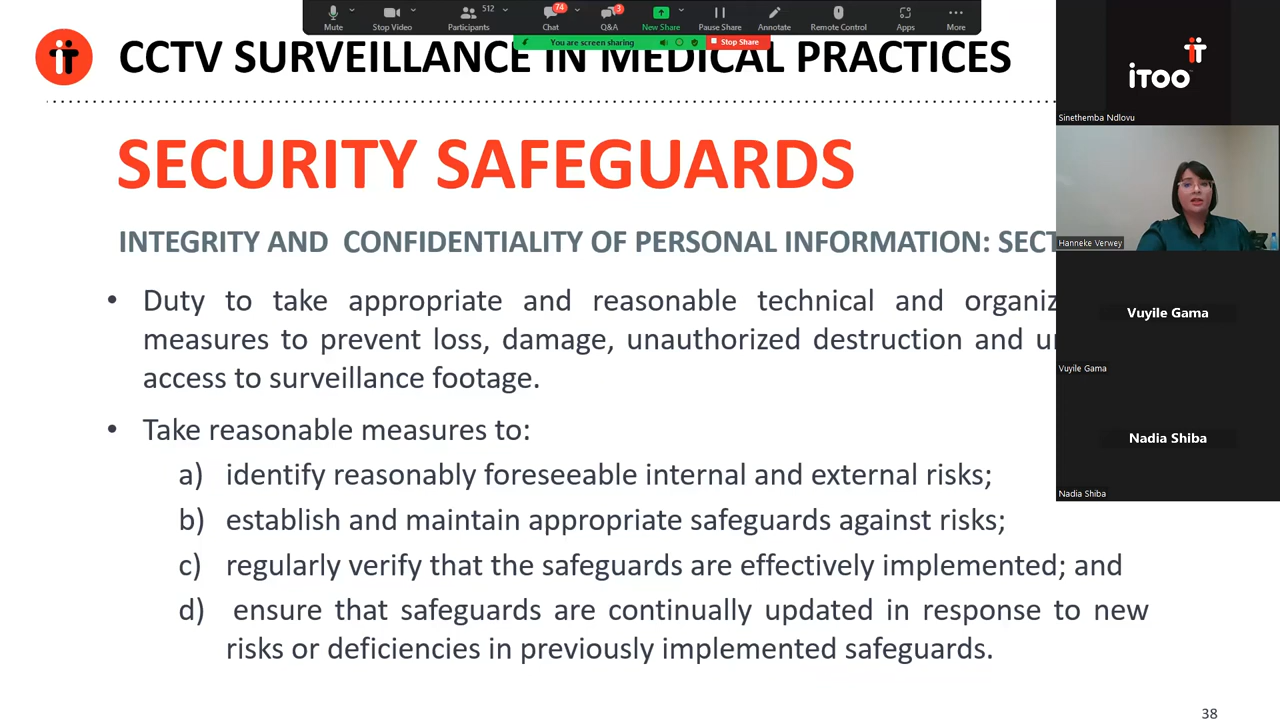 Mute
Stop Video
512
Participants
74
Chat
3
Q&A
New Share
Pause Share
Annotate
Remote Control
Apps
More
You are screen sharing
Stop Share
CCTV SURVEILLANCE IN MEDICAL PRACTICES
iTOO
Sinethemba Ndlovu
SECURITY SAFEGUARDS
INTEGRITY AND CONFIDENTIALITY OF PERSONAL INFORMATION: SECT
Hanneke Verwey
Duty to take appropriate and reasonable technical and organiz
measures to prevent loss, damage, unauthorized destruction and
access to surveillance footage.
Vuyile Gama
Vuyile Gama
• Take reasonable measures to:
Nadia Shiba
Nadia Shiba
a) identify reasonably foreseeable internal and external risks;
b) establish and maintain appropriate safeguards against risks;
c) regularly verify that the safeguards are effectively implemented; and
d) ensure that safeguards are continually updated in response to new
risks or deficiencies in previously implemented safeguards.
38